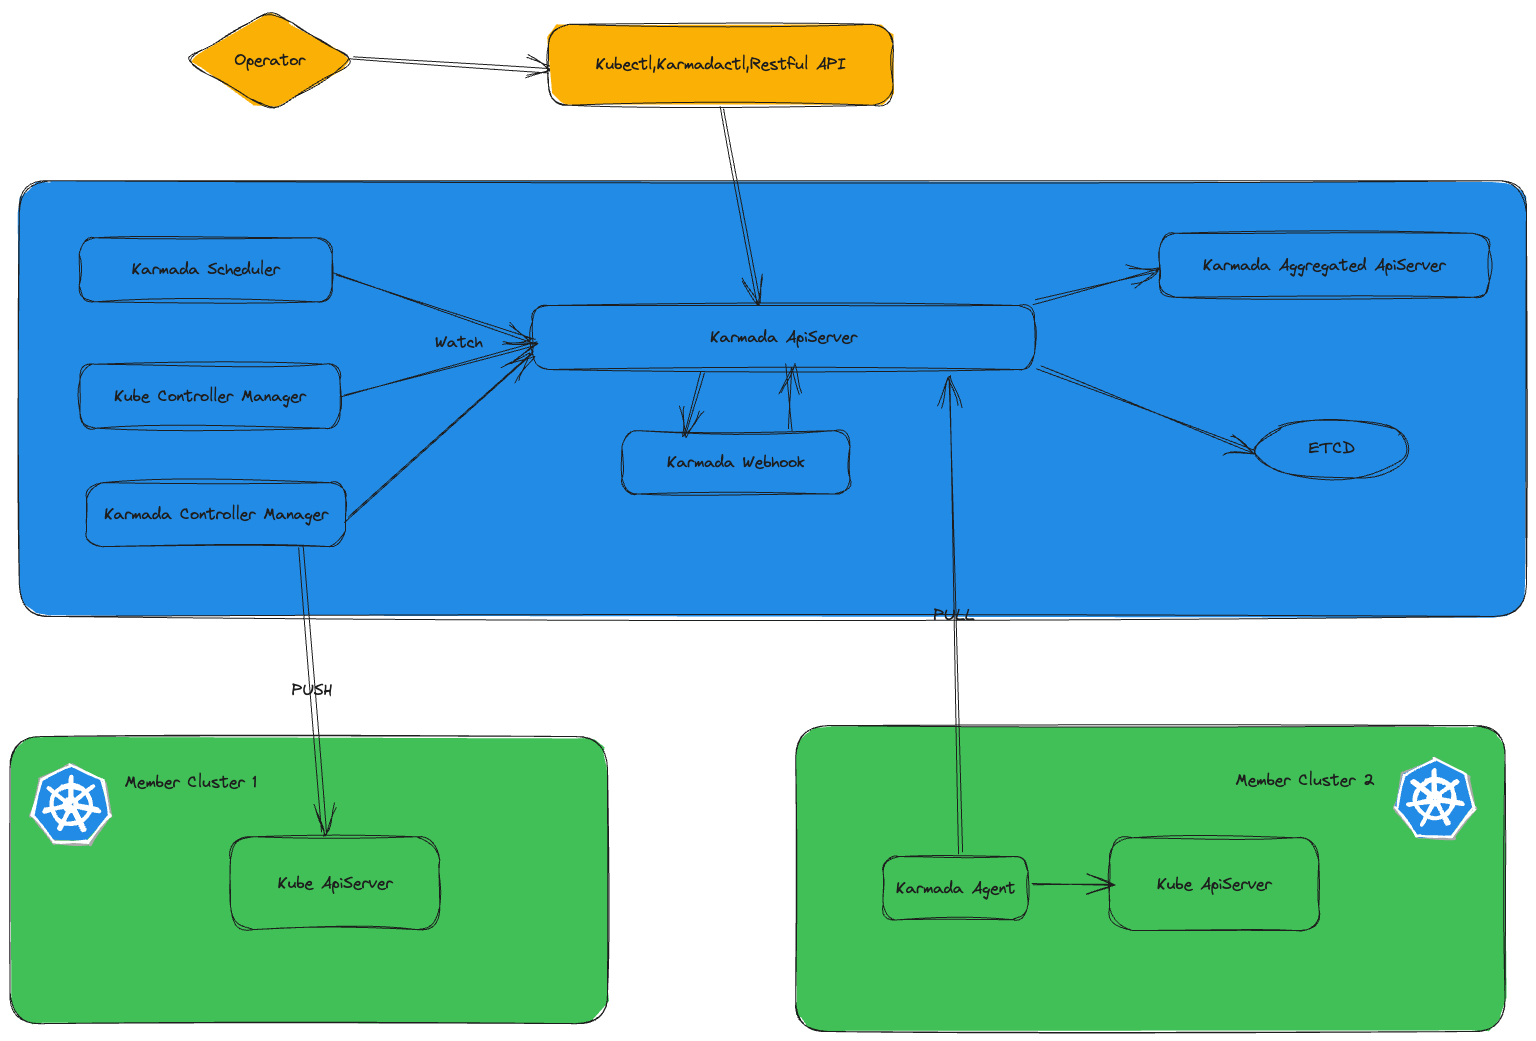 Operator
Kubectl,Karmadactl,Restful API
Karmada Scheduler
Karmada Aggregated ApiServer
Watch
Karmada ApiServer
Kube Controller Manager
Karmada Webhook
ETCD
Karmada Controller Manager
PULL
PUSH
Member Cluster 1
Member Cluster 2
Kube ApiServer
Karmada Agent
Kube ApiServer